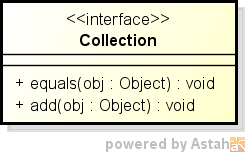 <<interface>>
Collection
+ equals(obj : Object) : void
+ add(obj : Object) : void
powered by Astah